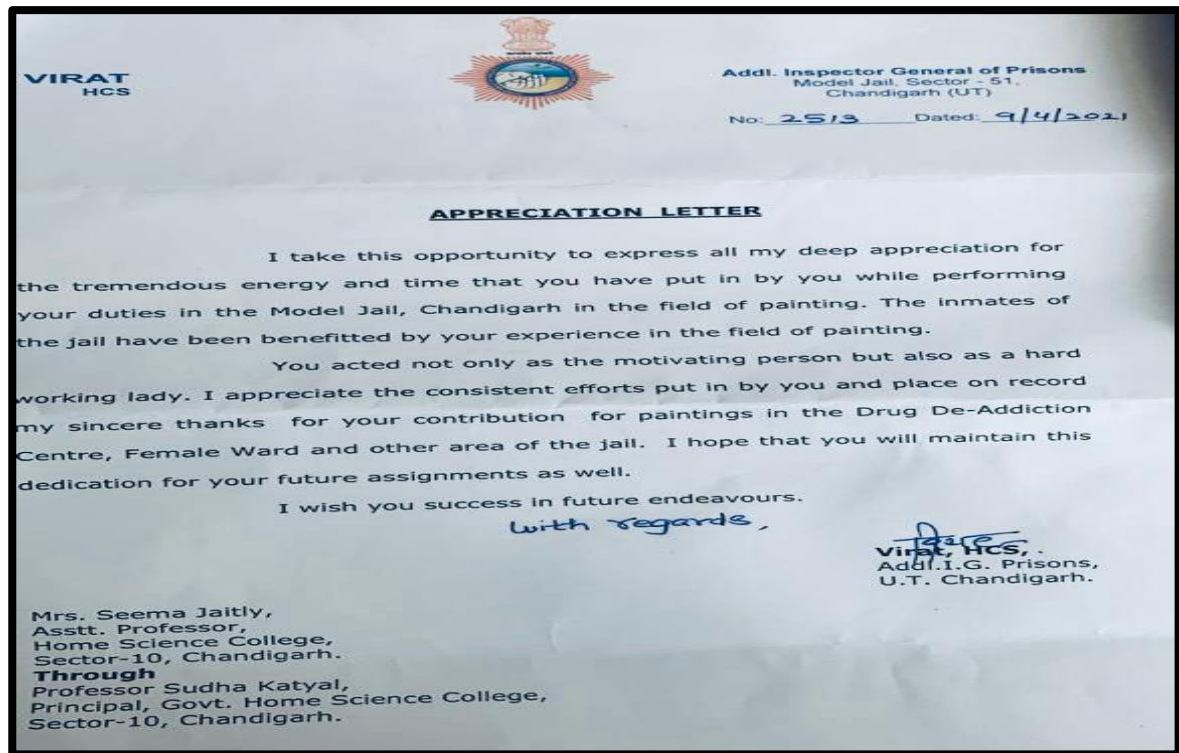 VIRAT
HCS
Addl. Inspector General of Prisons
Model Jail, Sector - 51,
Chandigarh (UT)
No: 2513 Dated: 9/4/2021
APPRECIATION LETTER
I take this opportunity to express all my deep appreciation for
the tremendous energy and time that you have put in by you while performing
your duties in the Model Jail, Chandigarh in the field of painting. The inmates of
the jail have been benefitted by your experience in the field of painting.
You acted not only as the motivating person but also as a hard
working lady. I appreciate the consistent efforts put in by you and place on record
my sincere thanks for your contribution for paintings in the Drug De-Addiction
Centre, Female Ward and other area of the jail. I hope that you will maintain this
dedication for your future assignments as well.
I wish you success in future endeavours.
with regards,
Virat, HCS, .
Addl.I.G. Prisons,
U.T. Chandigarh.
Mrs. Seema Jaitly,
Asstt. Professor,
Home Science College,
Sector-10, Chandigarh.
Through
Professor Sudha Katyal,
Principal, Govt. Home Science College,
Sector-10, Chandigarh.